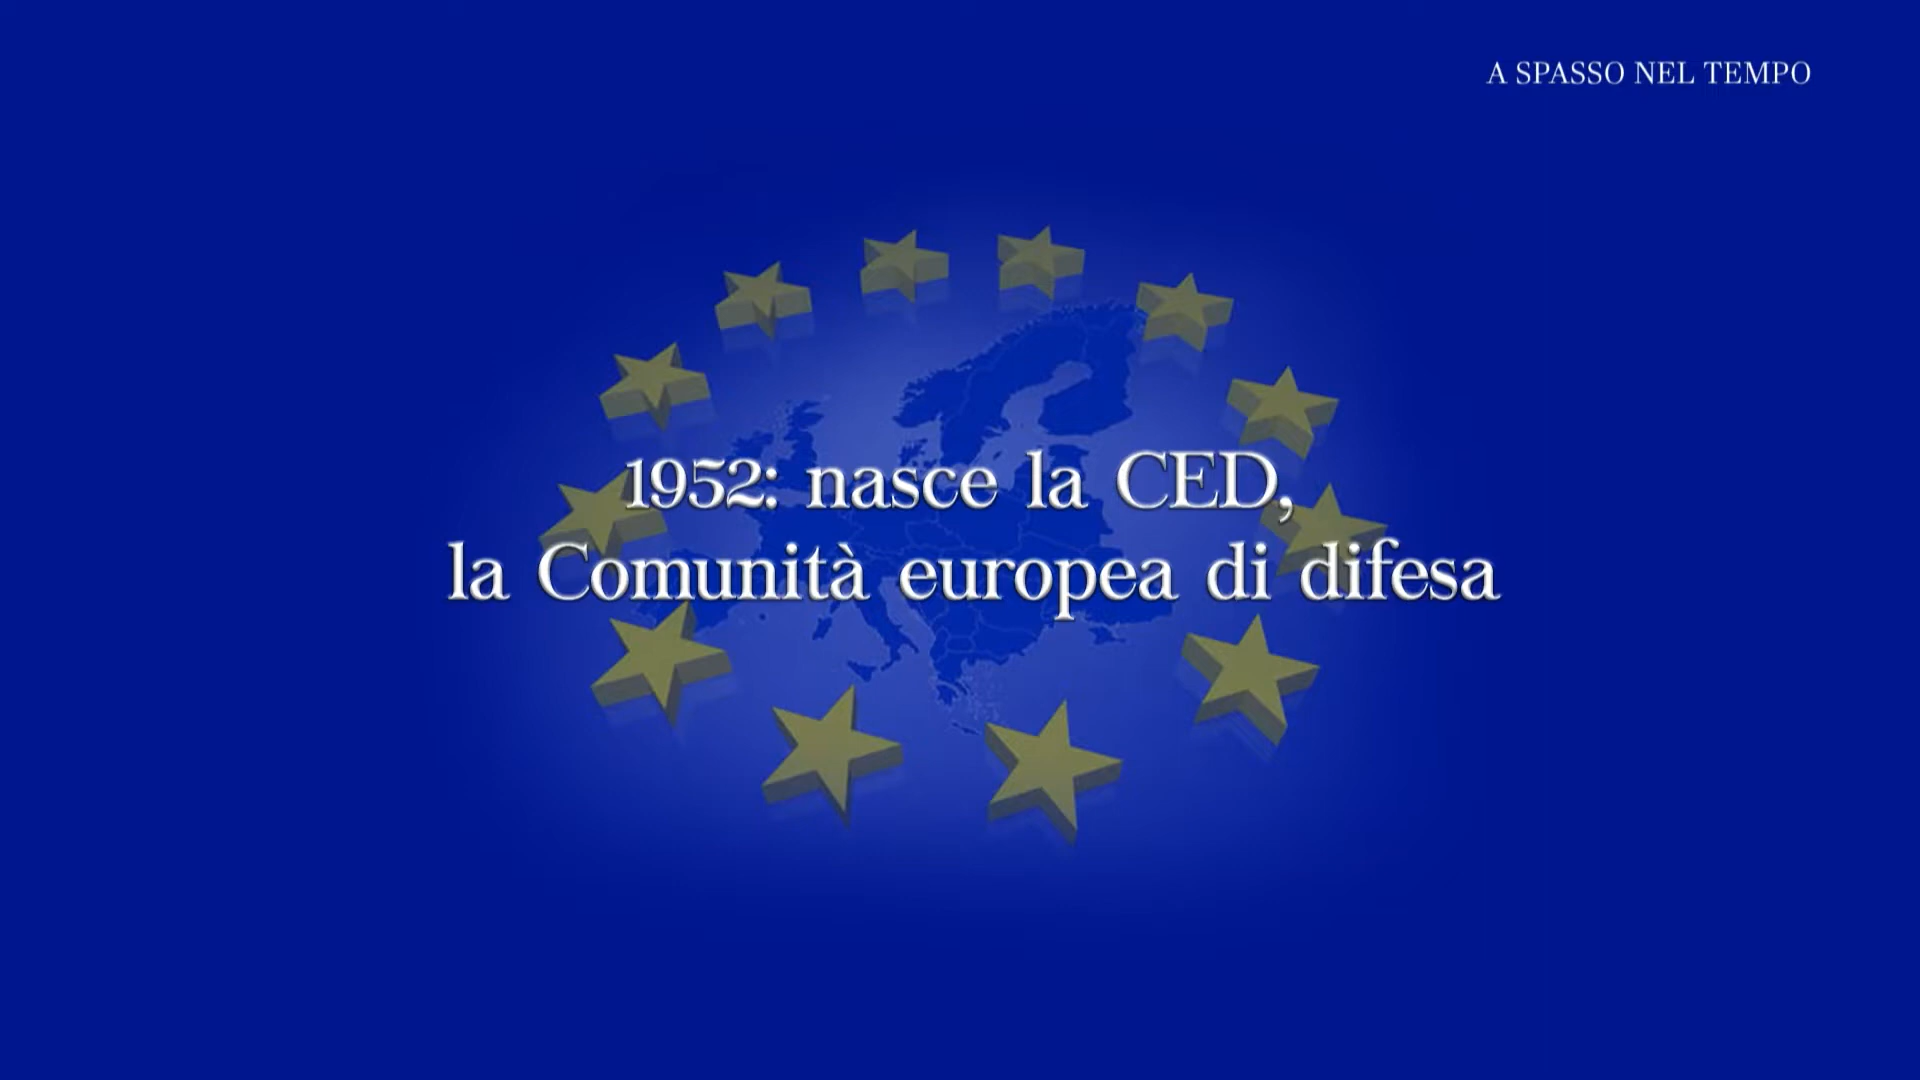 A SPASSO NEL TEMPO
1952: nasce la CED,
la Comunità europea di difesa